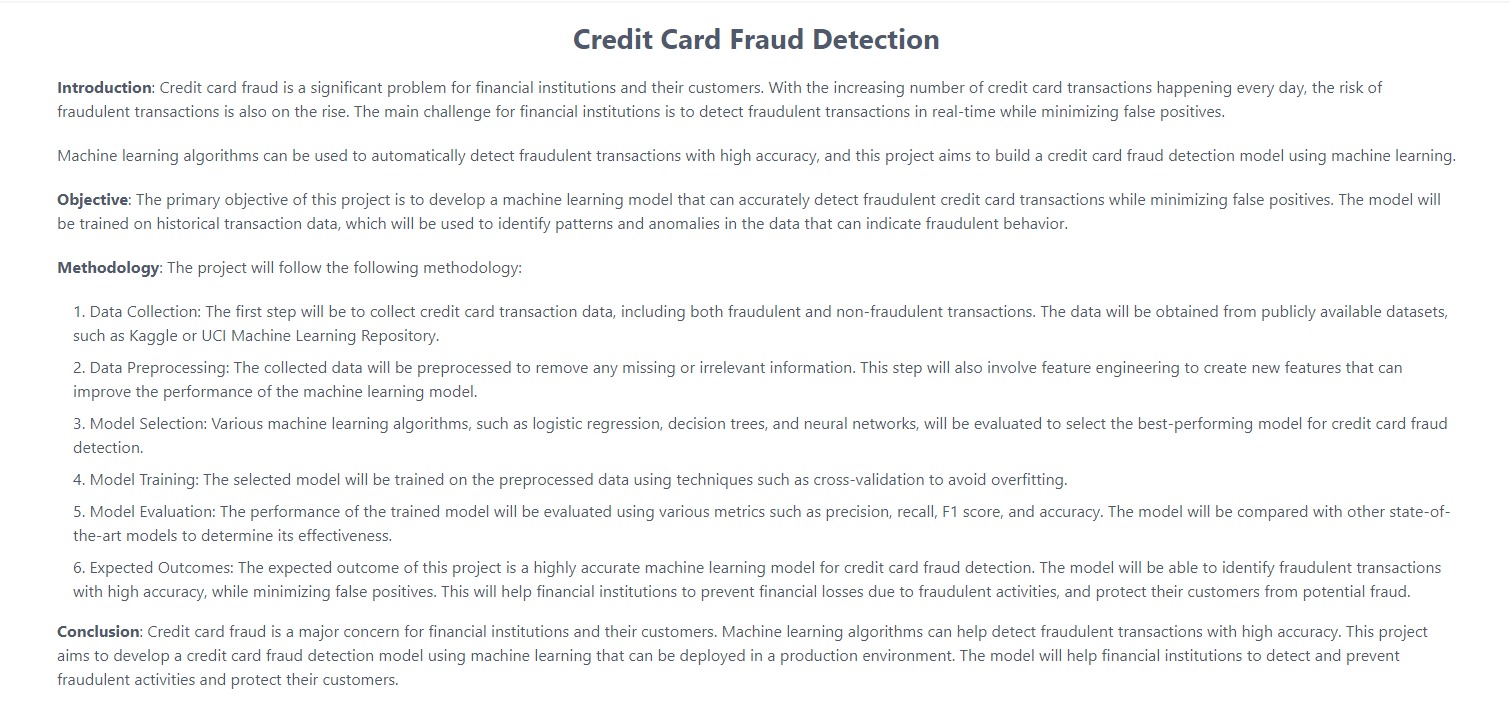 Credit Card Fraud Detection
Introduction: Credit card fraud is a significant problem for financial institutions and their customers. With the increasing number of credit card transactions happening every day, the risk of
fraudulent transactions is also on the rise. The main challenge for financial institutions is to detect fraudulent transactions in real-time while minimizing false positives.
Machine learning algorithms can be used to automatically detect fraudulent transactions with high accuracy, and this project aims to build a credit card fraud detection model using machine learning.
Objective: The primary objective of this project is to develop a machine learning model that can accurately detect fraudulent credit card transactions while minimizing false positives. The model will
be trained on historical transaction data, which will be used to identify patterns and anomalies in the data that can indicate fraudulent behavior.
Methodology: The project will follow the following methodology:
1. Data Collection: The first step will be to collect credit card transaction data, including both fraudulent and non-fraudulent transactions. The data will be obtained from publicly available datasets,
such as Kaggle or UCI Machine Learning Repository.
2. Data Preprocessing: The collected data will be preprocessed to remove any missing or irrelevant information. This step will also involve feature engineering to create new features that can
improve the performance of the machine learning model.
3. Model Selection: Various machine learning algorithms, such as logistic regression, decision trees, and neural networks, will be evaluated to select the best-performing model for credit card fraud
detection.
4. Model Training: The selected model will be trained on the preprocessed data using techniques such as cross-validation to avoid overfitting.
5. Model Evaluation: The performance of the trained model will be evaluated using various metrics such as precision, recall, F1 score, and accuracy. The model will be compared with other state-of-
the-art models to determine its effectiveness.
6. Expected Outcomes: The expected outcome of this project is a highly accurate machine learning model for credit card fraud detection. The model will be able to identify fraudulent transactions
with high accuracy, while minimizing false positives. This will help financial institutions to prevent financial losses due to fraudulent activities, and protect their customers from potential fraud.
Conclusion: Credit card fraud is a major concern for financial institutions and their customers. Machine learning algorithms can help detect fraudulent transactions with high accuracy. This project
aims to develop a credit card fraud detection model using machine learning that can be deployed in a production environment. The model will help financial institutions to detect and prevent
fraudulent activities and protect their customers.